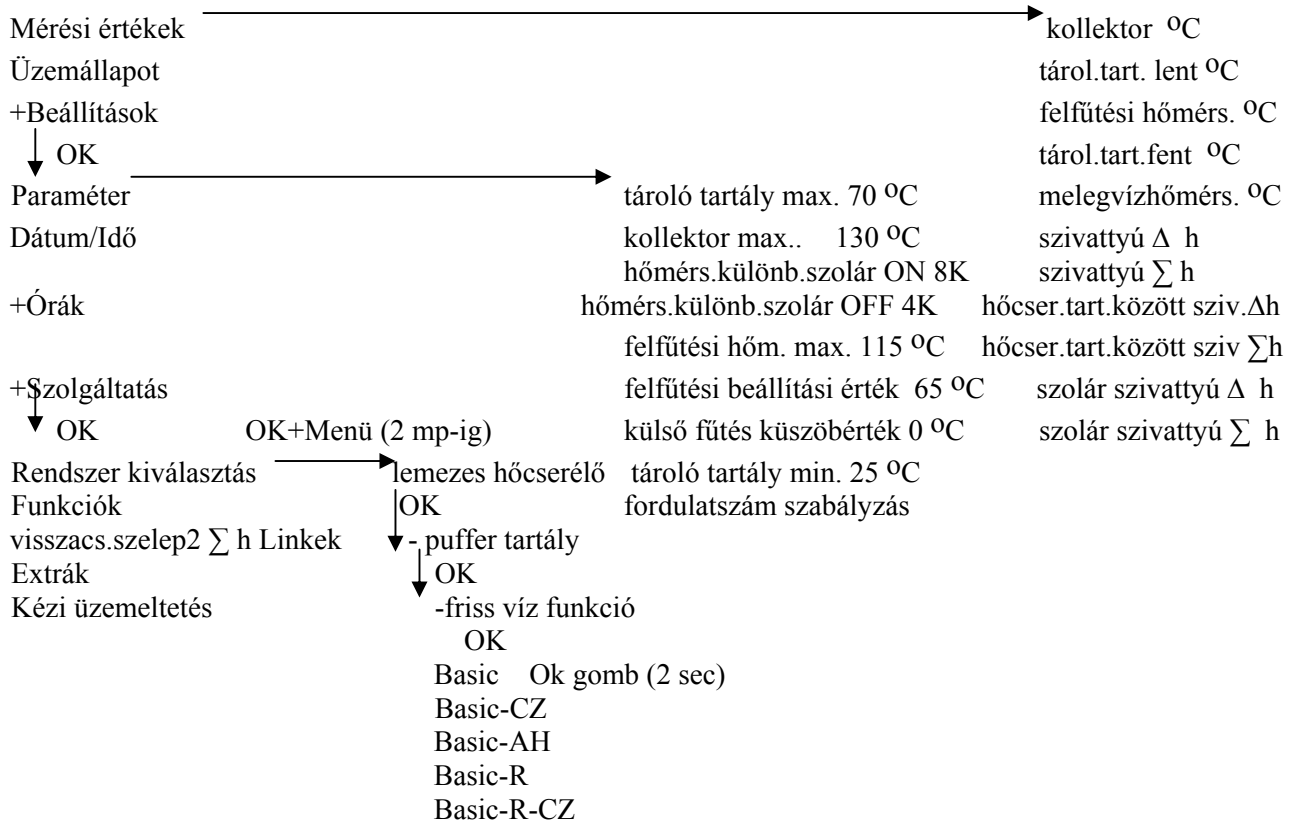 Mérési értékek kollektor ºC
Üzemállapot tárol.tart. lent ºC
+Beállítások felfűtési hőmérs. ºC
OK tárol.tart.fent ºC
Paraméter tároló tartály max. 70 ºC melegvízhőmérs. ºC
Dátum/Idő kollektor max.. 130 ºC szivattyú ∆ h
hőmérs.különb.szolár ON 8K szivattyú ∑ h
+Órák hőmérs.különb.szolár OFF 4K hőcser.tart.között sziv.∆h
felfűtési hőm. max. 115 ºC hőcser.tart.között sziv ∑h
+Szolgáltatás felfűtési beállítási érték 65 ºC szolár szivattyú ∆ h
OK OK+Menü (2 mp-ig) külső fűtés küszöbérték 0 ºC szolár szivattyú ∑ h
Rendszer kiválasztás lemezes hőcserélő tároló tartály min. 25 ºC
Funkciók OK fordulatszám szabályzás
visszacs.szelep2 ∑ h Linkek - puffer tartály
Extrák OK
Kézi üzemeltetés -friss víz funkció
OK
Basic Ok gomb (2 sec)
Basic-CZ
Basic-AH
Basic-R
Basic-R-CZ